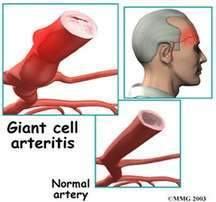 Giant cell
arteritis
Normal
artery
©MMG 2003